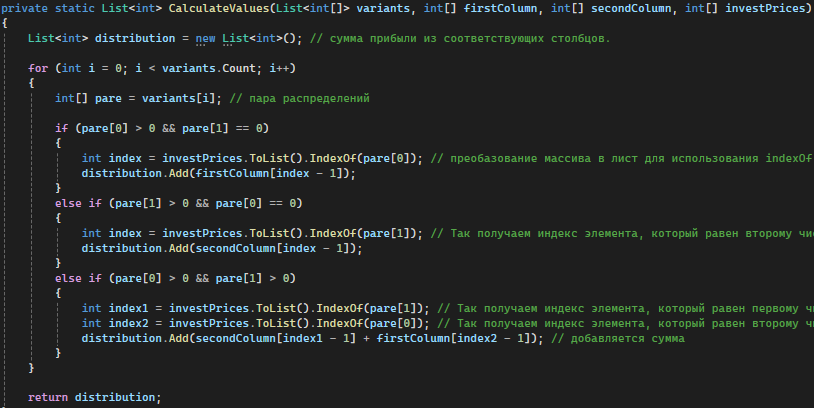 private static List<int> CalculateValues(List<int[]> variants, int[] firstColumn, int[] secondColumn, int[] investPrices)
{
List<int> distribution = new List<int>(); // сумма прибыли из соответствующих столбцов.
for (int i = 0; i < variants.Count; i++)
{
int[] pare = variants[i]; // пара распределений
if (pare[0] > 0 && pare[1] == 0)
{
int index = investPrices.ToList().IndexOf(pare[0]); // преобазование массива в лист для использования indexOf
distribution.Add(firstColumn[index - 1]);
}
else if (pare[1] > 0 && pare[0] == 0)
{
int index = investPrices.ToList().IndexOf(pare[1]); // Так получаем индекс элемента, который равен второму чи
distribution.Add(secondColumn[index - 1]);
}
else if (pare[0] > 0 && pare[1] > 0)
{
int index1 = investPrices.ToList().IndexOf(pare[1]); // Так получаем индекс элемента, который равен первому ч
int index2 = investPrices.ToList().IndexOf(pare[0]); // Так получаем индекс элемента, который равен второму ч
distribution.Add(secondColumn[index1 - 1] + firstColumn[index2 - 1]); // добавляется сумма
}
}
return distribution;